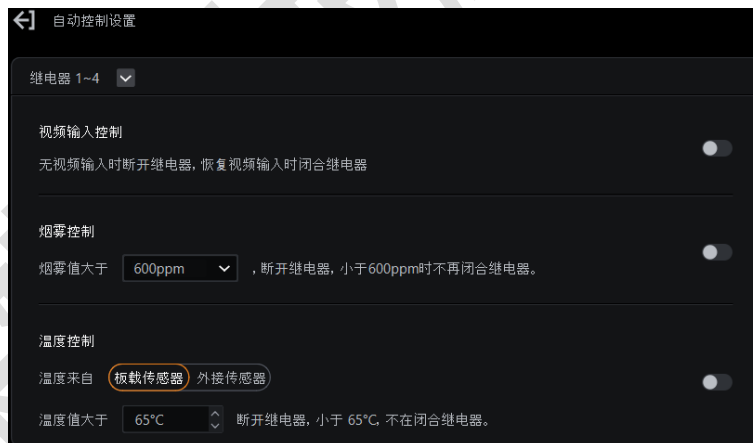 自动控制设置
继电器 1~4
视频输入控制
无视频输入时断开继电器, 恢复视频输入时闭合继电器
烟雾控制
烟雾值大于 600ppm , 断开继电器, 小于600ppm时不再闭合继电器。
温度控制
温度来自 板载传感器 外接传感器
温度值大于 65°C 断开继电器, 小于 65°C, 不在闭合继电器。